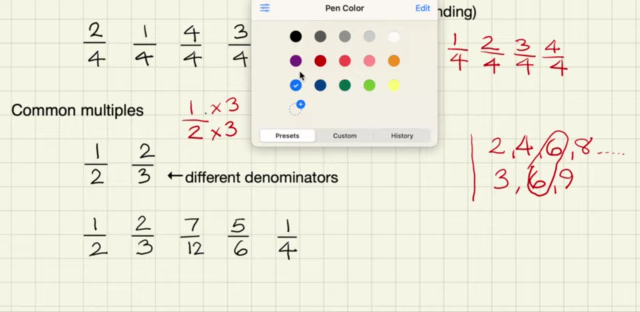 Pen Color
Edit
nding)
2/4 1/4 4/4 3/4
1/4 2/4 3/4 4/4
Presets
Custom
History
Common multiples
1 × 3
2 × 3
1/2 2/3
← different denominators
2, 4, 6, 8 .....
3, 6, 9
1/2 2/3 7/12 5/6 1/4